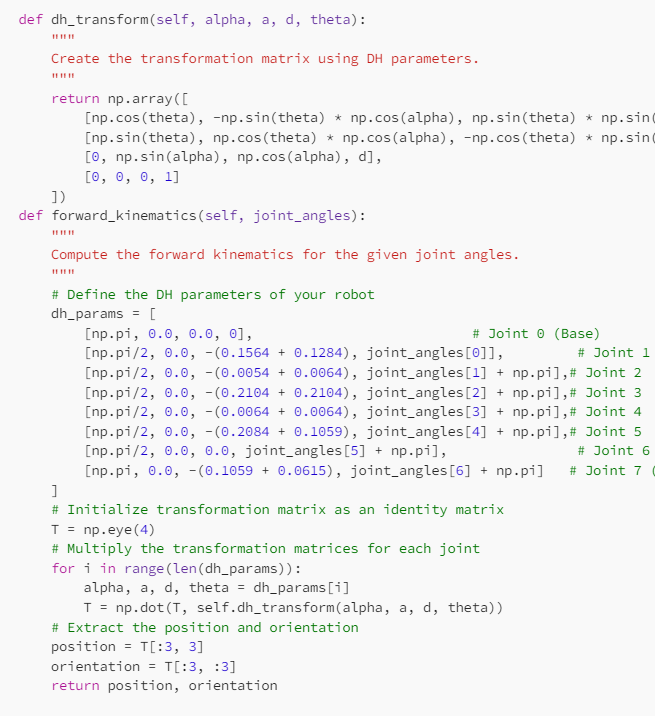 def dh_transform(self, alpha, a, d, theta):
    """
    Create the transformation matrix using DH parameters.
    """
    return np.array([
        [np.cos(theta), -np.sin(theta) * np.cos(alpha), np.sin(theta) * np.sin(
        [np.sin(theta), np.cos(theta) * np.cos(alpha), -np.cos(theta) * np.sin(
        [0, np.sin(alpha), np.cos(alpha), d],
        [0, 0, 0, 1]
    ])
def forward_kinematics(self, joint_angles):
    """
    Compute the forward kinematics for the given joint angles.
    """
    # Define the DH parameters of your robot
    dh_params = [
        [np.pi, 0.0, 0.0, 0],                           # Joint 0 (Base)
        [np.pi/2, 0.0, -(0.1564 + 0.1284), joint_angles[0]],         # Joint 1
        [np.pi/2, 0.0, -(0.0054 + 0.0064), joint_angles[1] + np.pi],# Joint 2
        [np.pi/2, 0.0, -(0.2104 + 0.2104), joint_angles[2] + np.pi],# Joint 3
        [np.pi/2, 0.0, -(0.0064 + 0.0064), joint_angles[3] + np.pi],# Joint 4
        [np.pi/2, 0.0, -(0.2084 + 0.1059), joint_angles[4] + np.pi],# Joint 5
        [np.pi/2, 0.0, 0.0, joint_angles[5] + np.pi],                # Joint 6
        [np.pi, 0.0, -(0.1059 + 0.0615), joint_angles[6] + np.pi]   # Joint 7 (
    ]
    # Initialize transformation matrix as an identity matrix
    T = np.eye(4)
    # Multiply the transformation matrices for each joint
    for i in range(len(dh_params)):
        alpha, a, d, theta = dh_params[i]
        T = np.dot(T, self.dh_transform(alpha, a, d, theta))
    # Extract the position and orientation
    position = T[:3, 3]
    orientation = T[:3, :3]
    return position, orientation